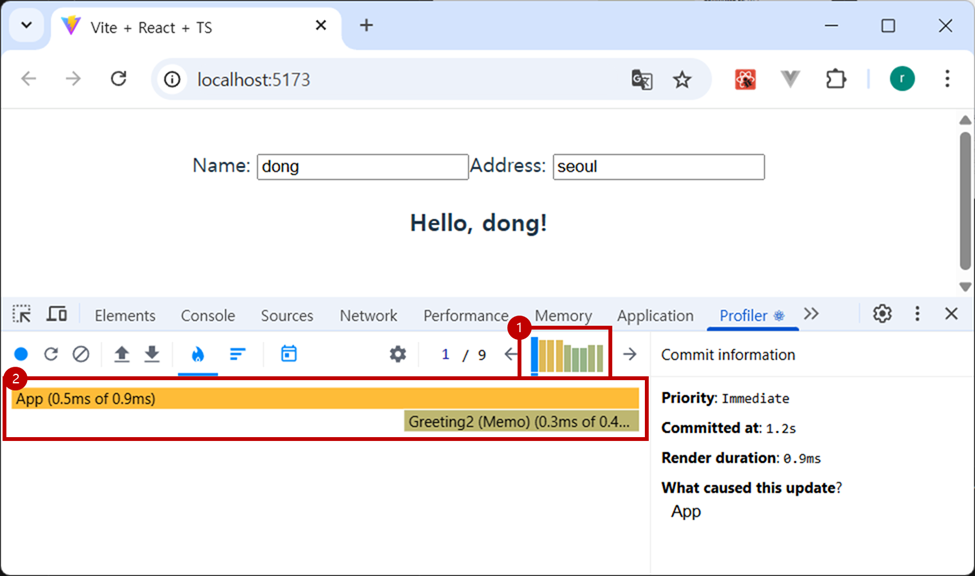 Vite + React + TS
localhost:5173
r
Name: dong Address: seoul
Hello, dong!
Elements Console Sources Network Performance Memory Application Profiler
1
1 / 9
Commit information
2
App (0.5ms of 0.9ms)
Greeting2 (Memo) (0.3ms of 0.4...
Priority: Immediate
Committed at: 1.2s
Render duration: 0.9ms
What caused this update?
App